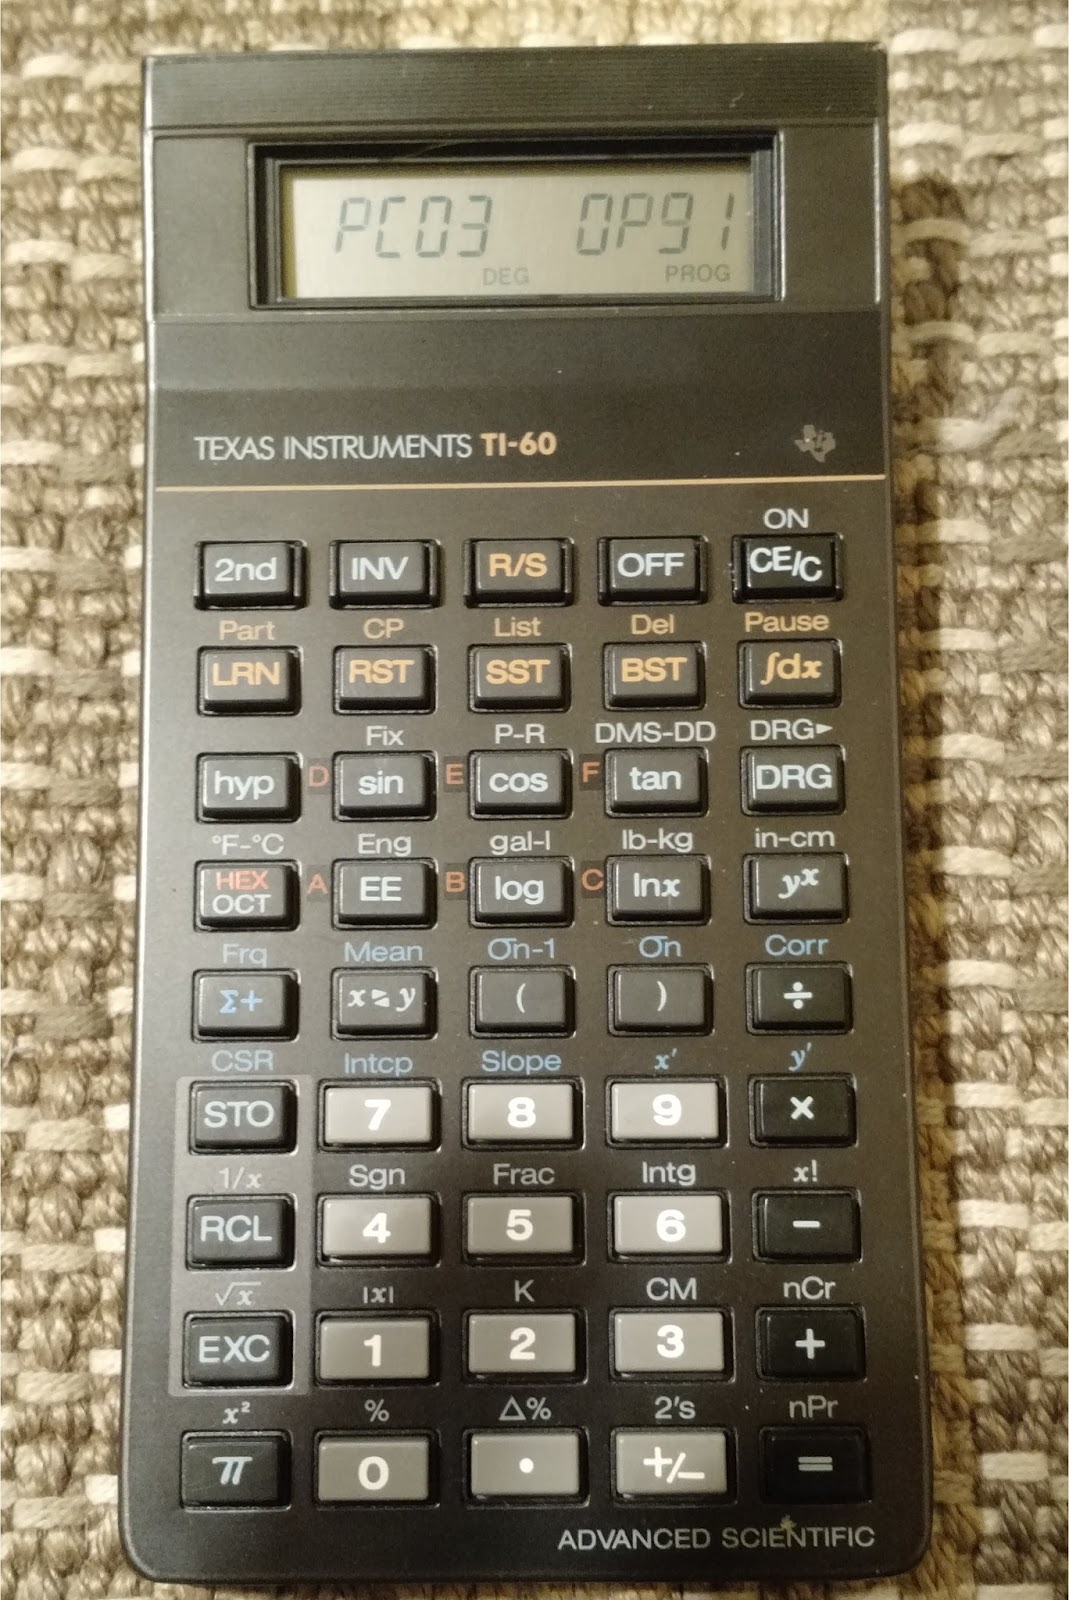 PC03 OP91
DEG PROG
TEXAS INSTRUMENTS TI-60
ON
2nd INV R/S OFF CE/C
Part CP List Del Pause
LRN RST SST BST ∫dx
Fix P-R DMS-DD DRG►
hyp D sin E cos F tan DRG
°F-°C Eng gal-l lb-kg in-cm
HEX
OCT A EE B log C lnx yˣ
Frq Mean σn-1 σn Corr
Σ+ x⇄y ( ) ÷
CSR Intcp Slope x' y'
STO 7 8 9 ×
1/x Sgn Frac Intg x!
RCL 4 5 6 −
√x |x| K CM nCr
EXC 1 2 3 +
x² % Δ% 2's nPr
π 0 . +/− =
ADVANCED SCIENTIFIC